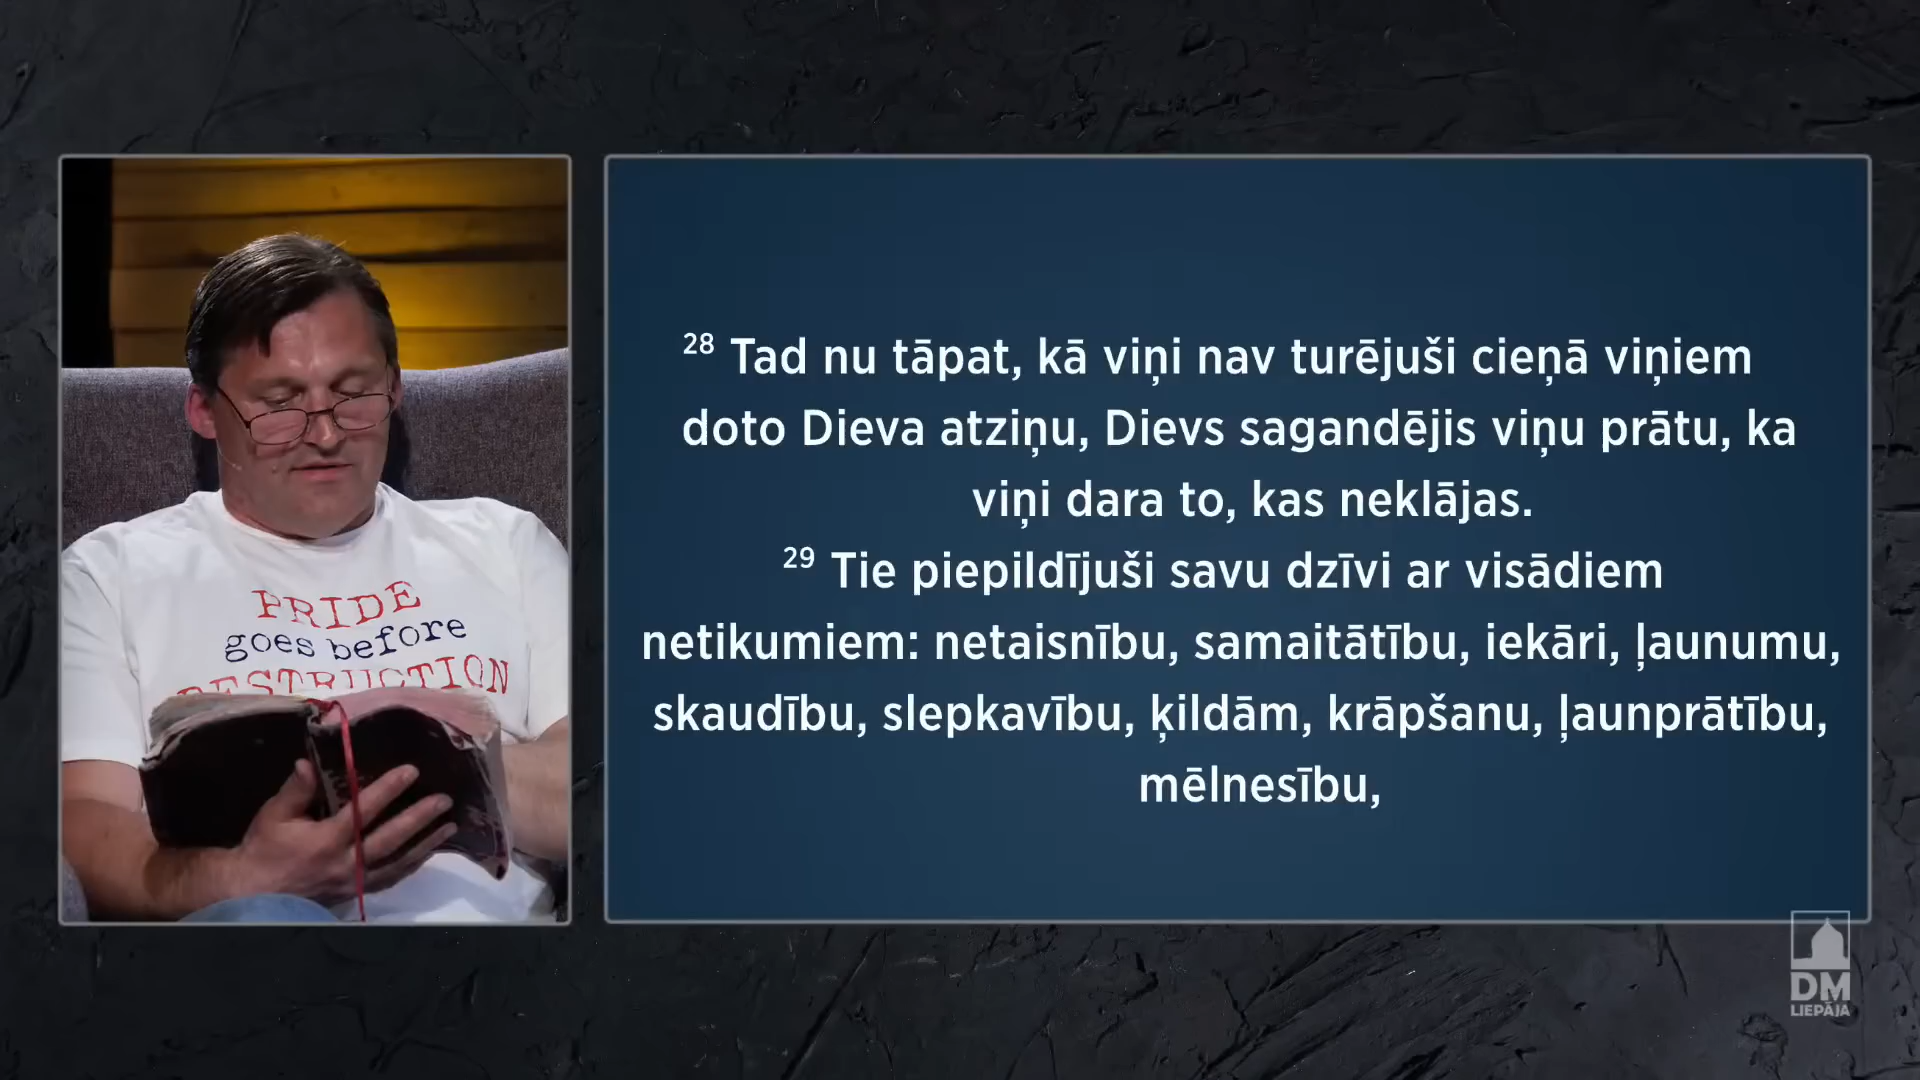 PRIDE
goes before
DESTRUCTION
28 Tad nu tāpat, kā viņi nav turējuši cieņā viņiem
doto Dieva atziņu, Dievs sagandējis viņu prātu, ka
viņi dara to, kas neklājas.
29 Tie piepildījuši savu dzīvi ar visādiem
netikumiem: netaisnību, samaitātību, iekāri, ļaunumu,
skaudību, slepkavību, ķildām, krāpšanu, ļaunprātību,
mēlnesību,
DM
LIEPĀJA